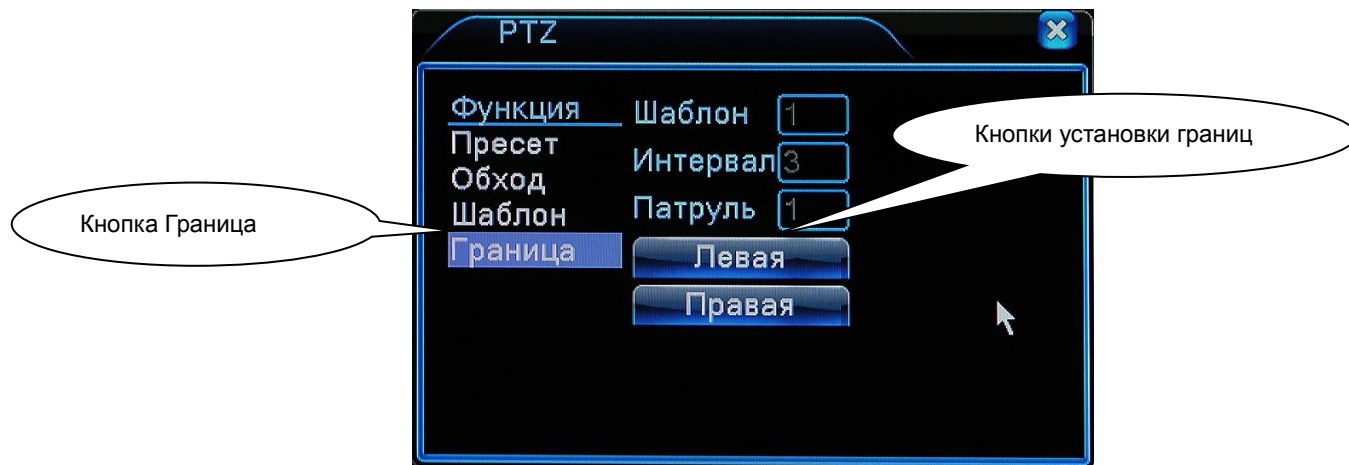 PTZ
Функция
Шаблон 1
Пресет
Интервал 3
Обход
Шаблон
Патруль 1
Граница
Левая
Правая
Кнопка Граница
Кнопки установки границ